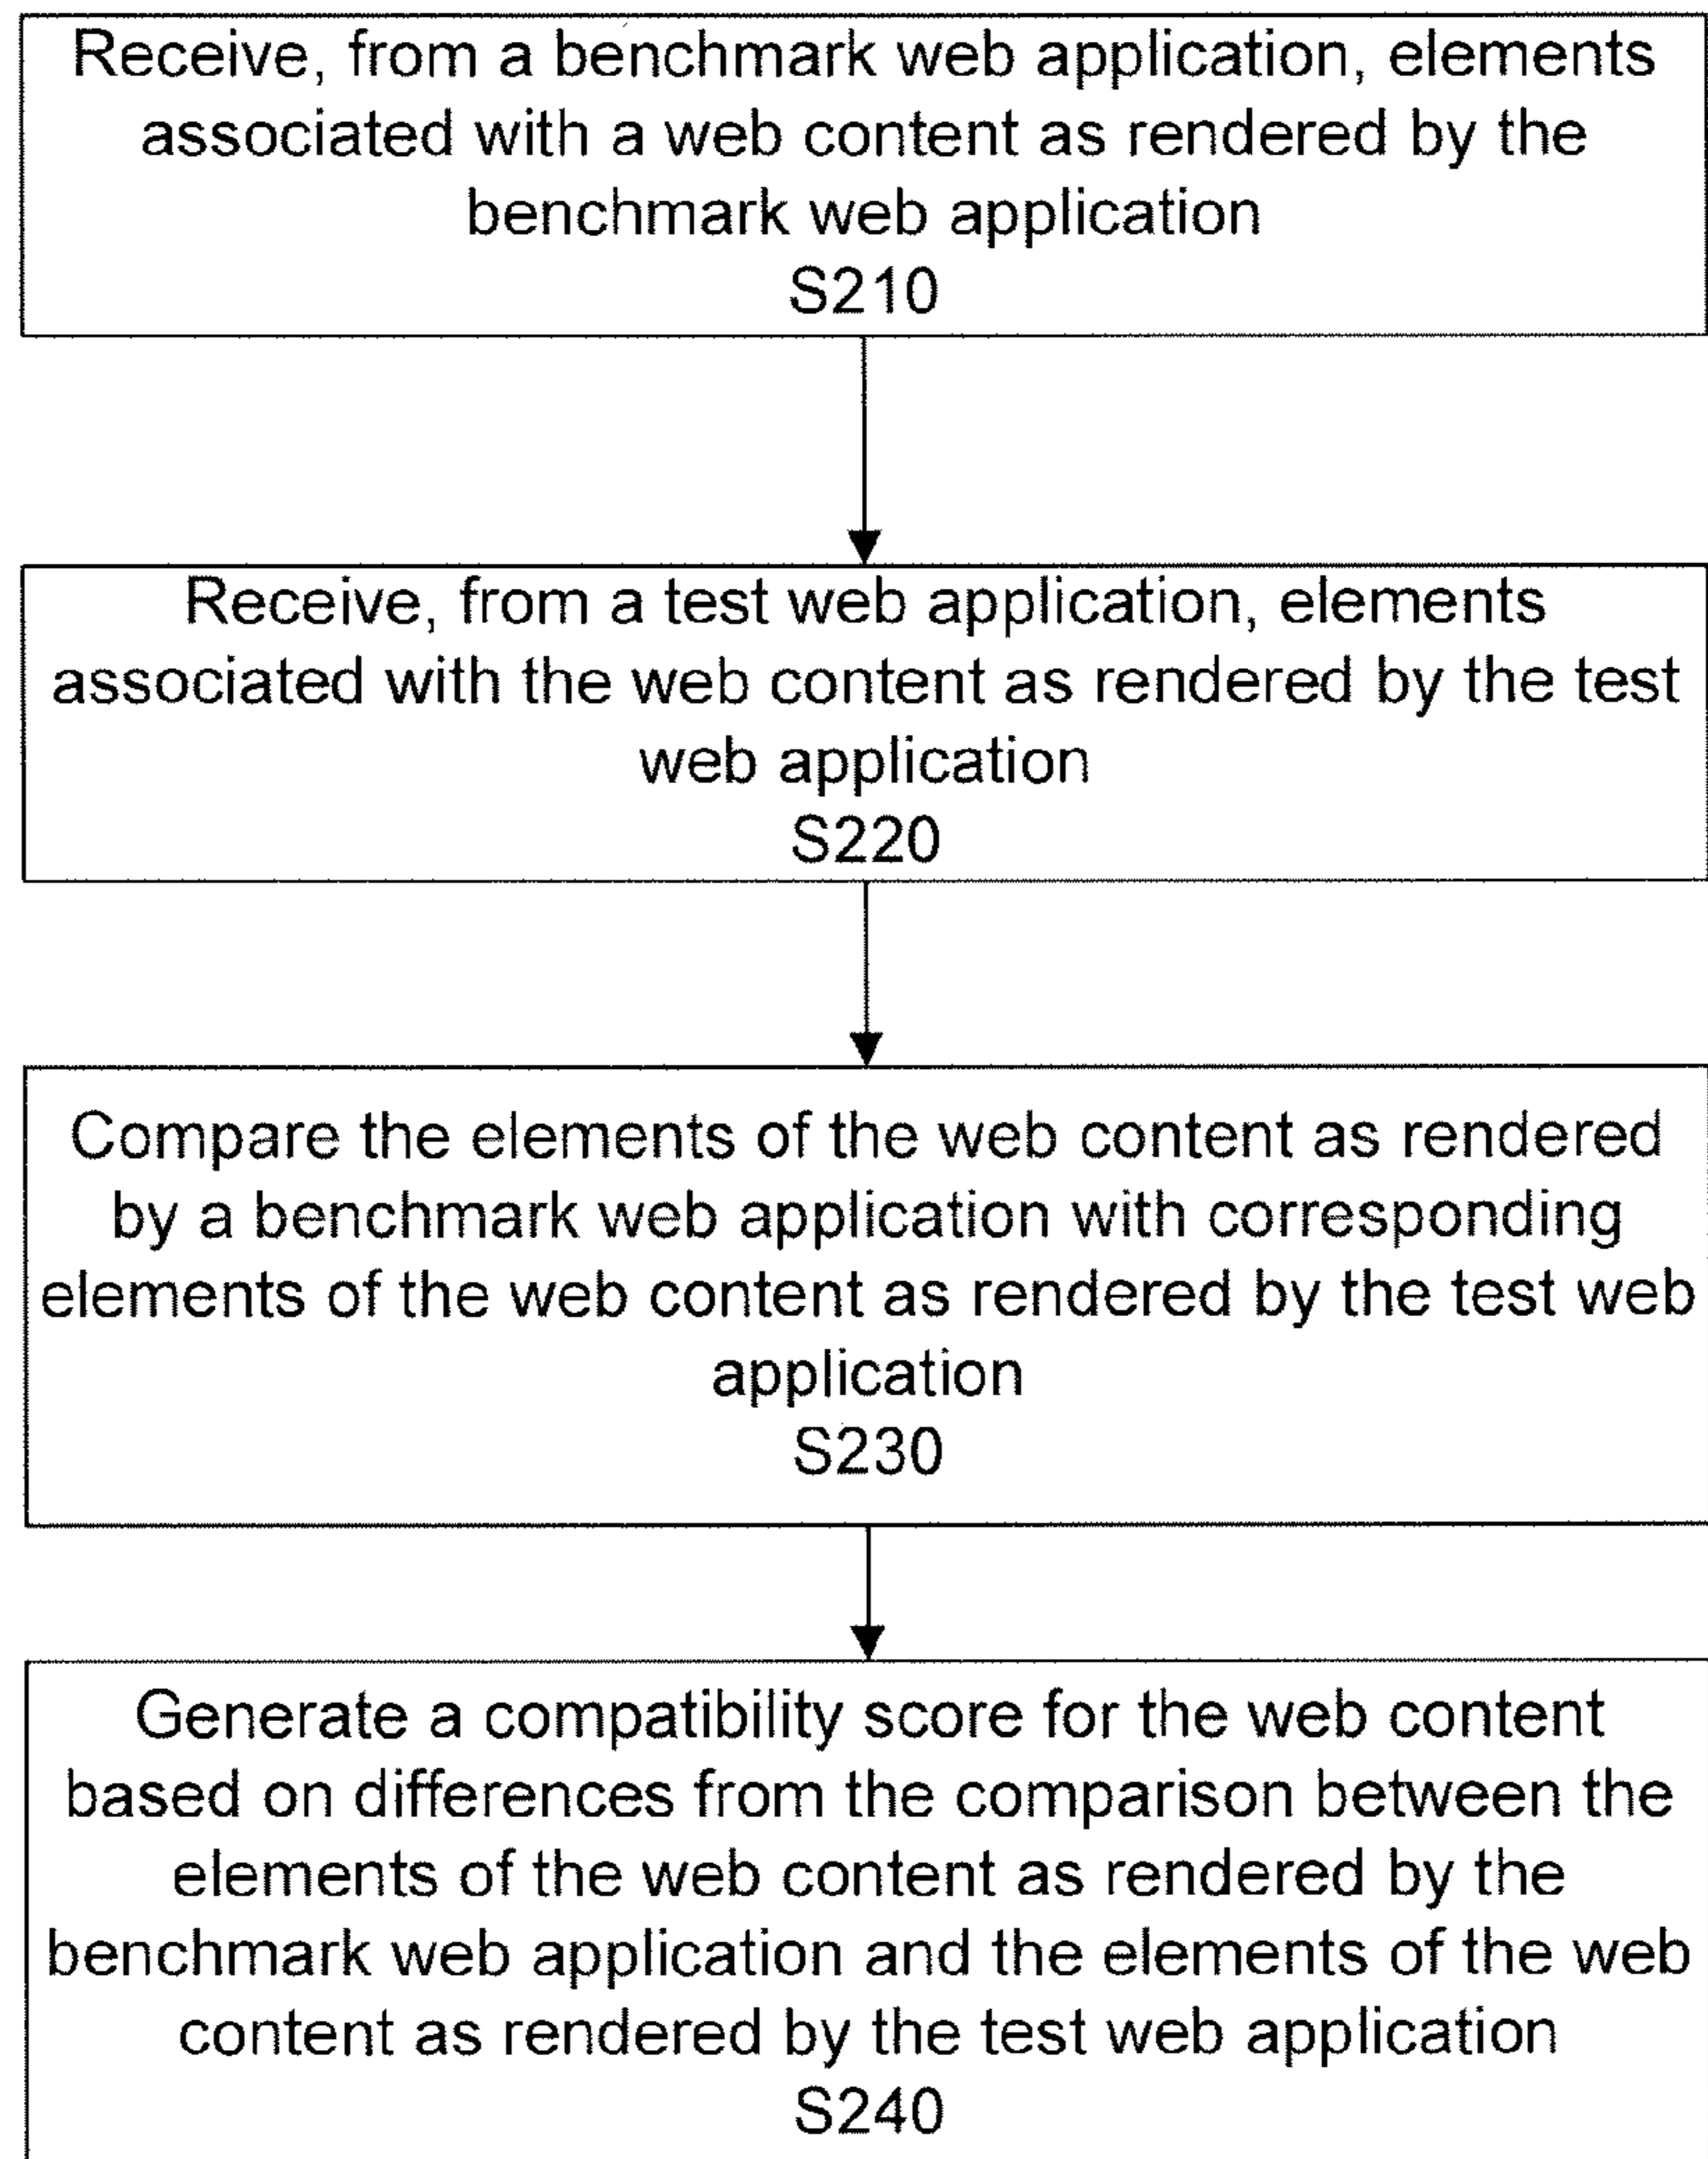 Receive, from a benchmark web application, elements
associated with a web content as rendered by the
benchmark web application
S210
Receive, from a test web application, elements
associated with the web content as rendered by the test
web application
S220
Compare the elements of the web content as rendered
by a benchmark web application with corresponding
elements of the web content as rendered by the test web
application
S230
Generate a compatibility score for the web content
based on differences from the comparison between the
elements of the web content as rendered by the
benchmark web application and the elements of the web
content as rendered by the test web application
S240